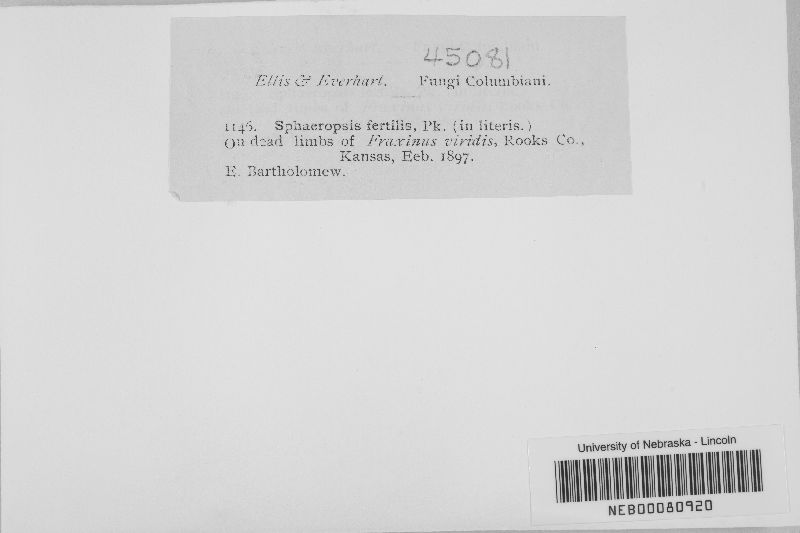 45081
Ellis & Everhart. Fungi Columbiani.
1146. Sphaeropsis fertilis, Pk. (in literis.)
On dead limbs of Fraxinus viridis, Rooks Co.,
Kansas, Eeb. 1897.
E. Bartholomew.
University of Nebraska - Lincoln
NEB00080920